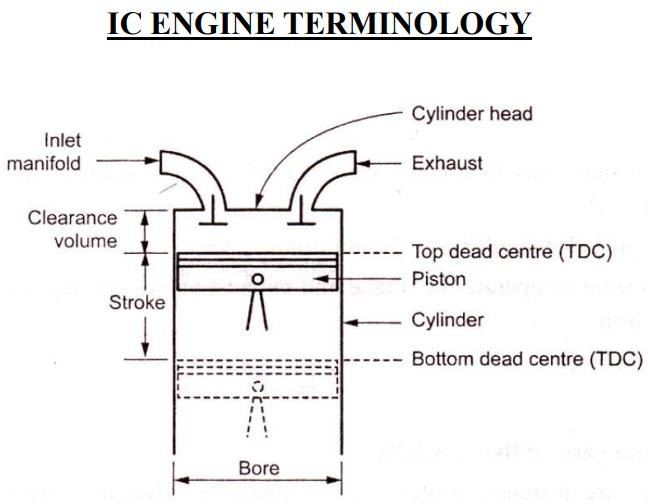 IC ENGINE TERMINOLOGY
Cylinder head
Inlet
manifold
Exhaust
Clearance
volume
Top dead centre (TDC)
Piston
Stroke
Cylinder
Bottom dead centre (TDC)
Bore